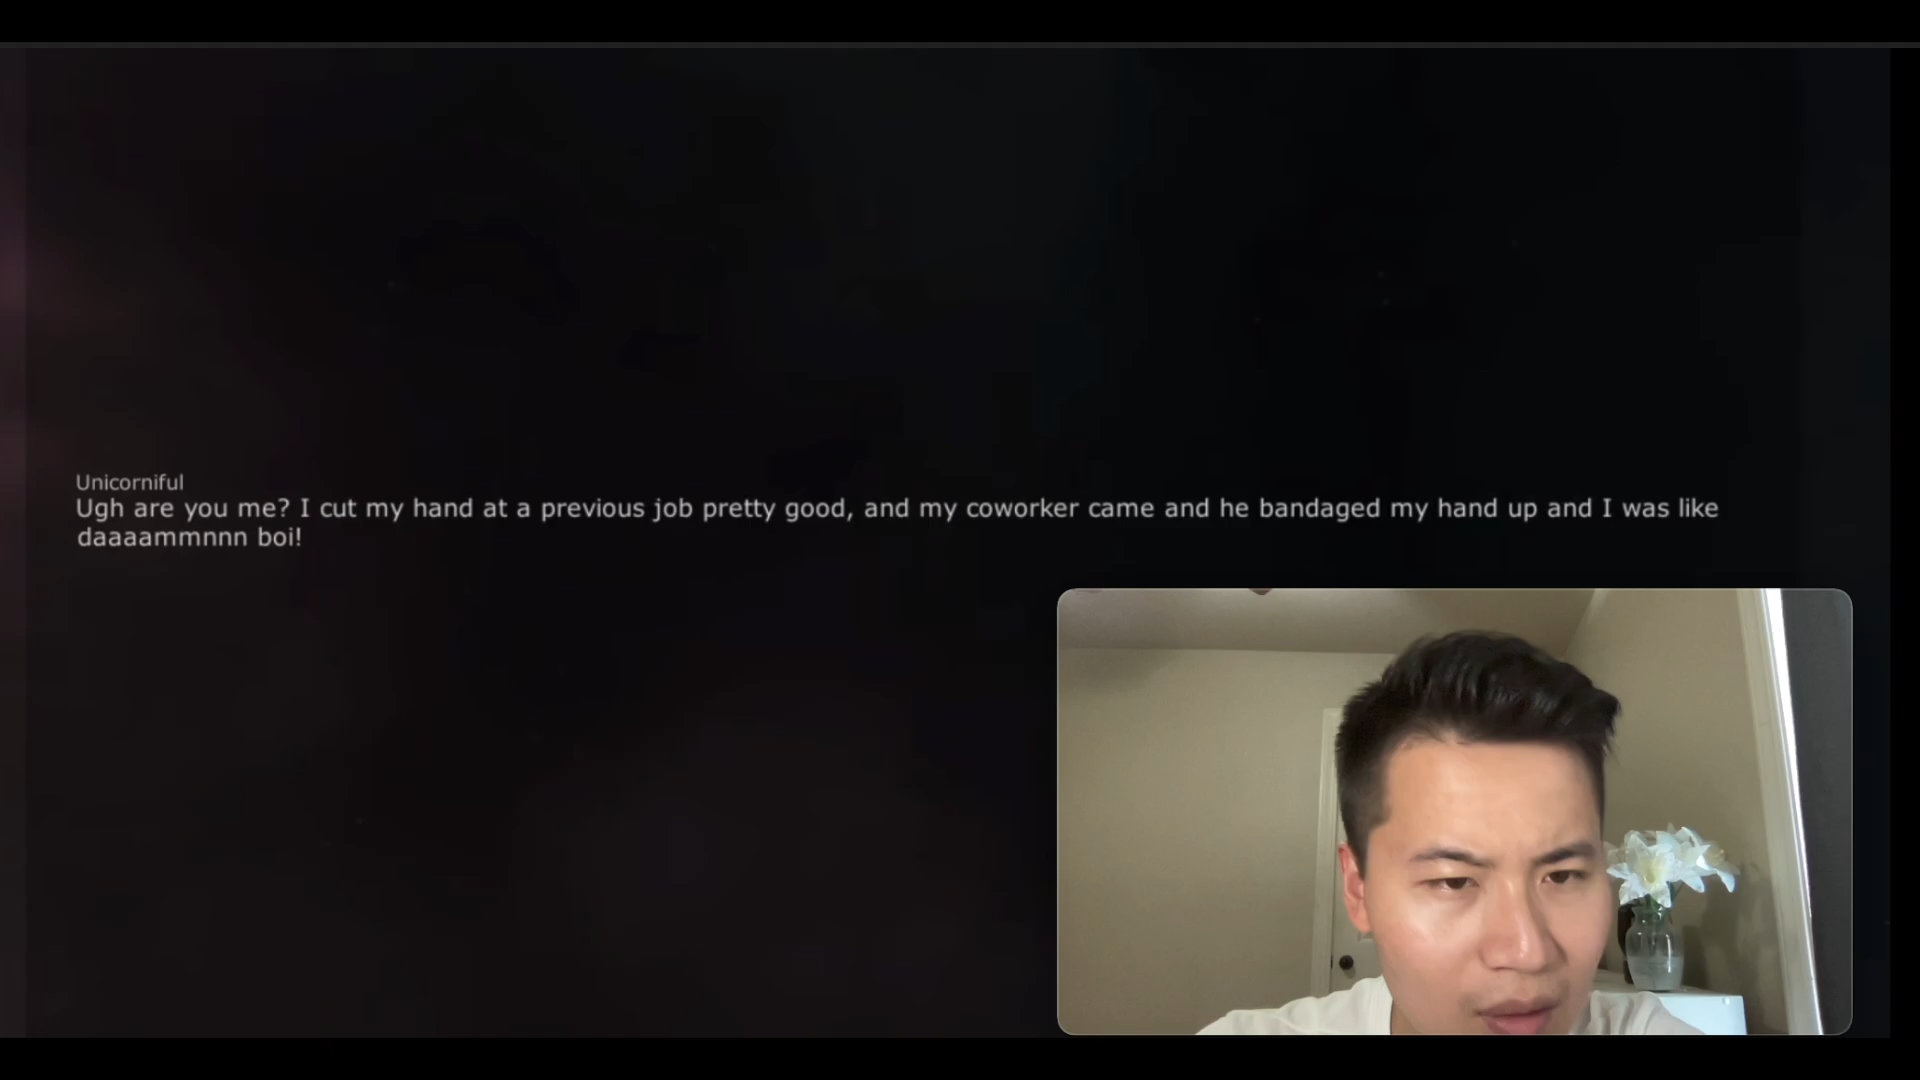 Unicorniful
Ugh are you me? I cut my hand at a previous job pretty good, and my coworker came and he bandaged my hand up and I was like
daaaammnnn boi!